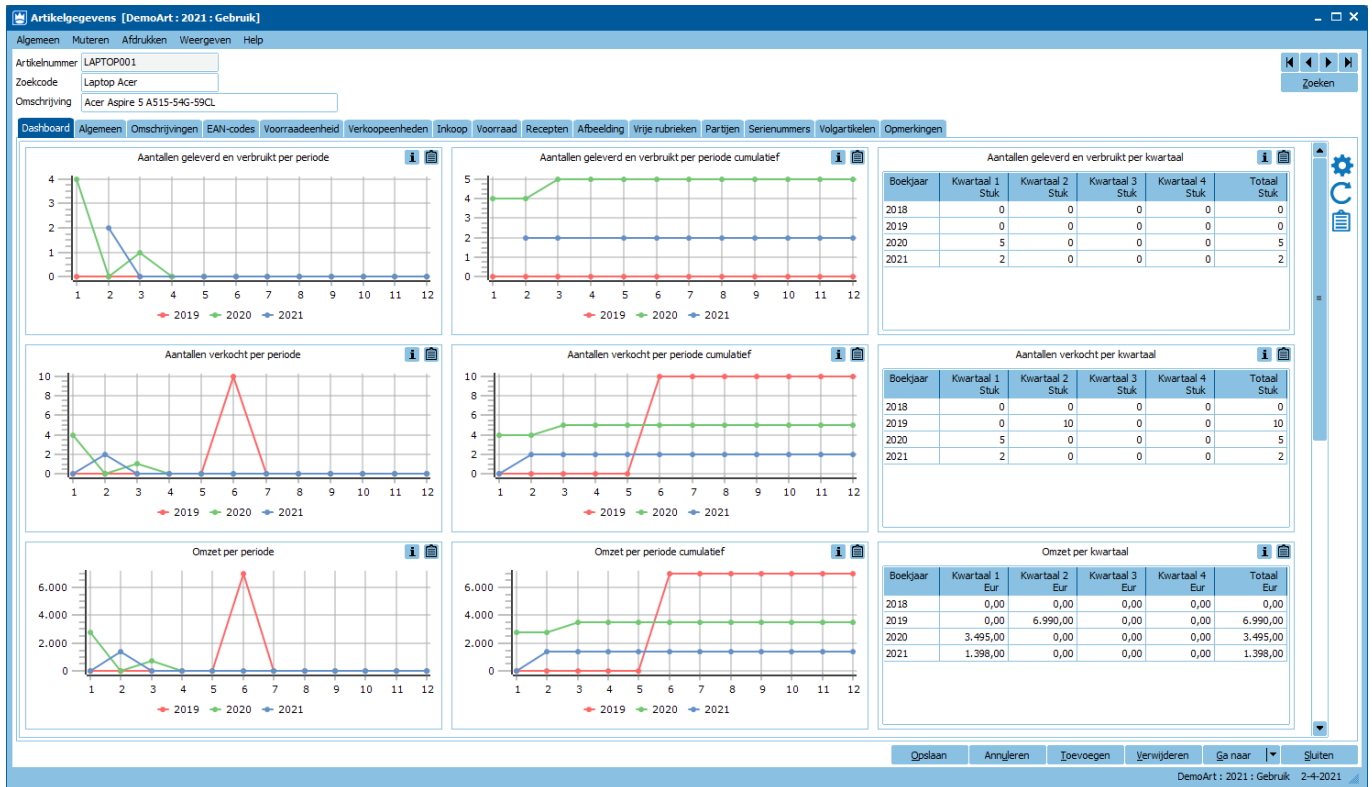 Artikelgegevens [DemoArt : 2021 : Gebruik]
Algemeen Muteren Afdrukken Weergeven Help
Artikelnummer LAPTOP001
Zoekcode Laptop Acer
Zoeken
Omschrijving Acer Aspire 5 A515-54G-59CL
Dashboard Algemeen Omschrijvingen EAN-codes Voorraadeenheid Verkoopeenheden Inkoop Voorraad Recepten Afbeelding Vrije rubrieken Partijen Serienummers Volgartikelen Opmerkingen
Aantallen geleverd en verbruikt per periode
4
3
2
1
0
1 2 3 4 5 6 7 8 9 10 11 12
2019 2020 2021
Aantallen geleverd en verbruikt per periode cumulatief
5
4
3
2
1
0
1 2 3 4 5 6 7 8 9 10 11 12
2019 2020 2021
Aantallen geleverd en verbruikt per kwartaal
Boekjaar Kwartaal 1 Kwartaal 2 Kwartaal 3 Kwartaal 4 Totaal
Stuk Stuk Stuk Stuk Stuk
2018 0 0 0 0 0
2019 0 0 0 0 0
2020 5 0 0 0 5
2021 2 0 0 0 2
Aantallen verkocht per periode
10
8
6
4
2
0
1 2 3 4 5 6 7 8 9 10 11 12
2019 2020 2021
Aantallen verkocht per periode cumulatief
10
8
6
4
2
0
1 2 3 4 5 6 7 8 9 10 11 12
2019 2020 2021
Aantallen verkocht per kwartaal
Boekjaar Kwartaal 1 Kwartaal 2 Kwartaal 3 Kwartaal 4 Totaal
Stuk Stuk Stuk Stuk Stuk
2018 0 0 0 0 0
2019 0 10 0 0 10
2020 5 0 0 0 5
2021 2 0 0 0 2
Omzet per periode
6.000
4.000
2.000
0
1 2 3 4 5 6 7 8 9 10 11 12
2019 2020 2021
Omzet per periode cumulatief
6.000
4.000
2.000
0
1 2 3 4 5 6 7 8 9 10 11 12
2019 2020 2021
Omzet per kwartaal
Boekjaar Kwartaal 1 Kwartaal 2 Kwartaal 3 Kwartaal 4 Totaal
Eur Eur Eur Eur Eur
2018 0,00 0,00 0,00 0,00 0,00
2019 0,00 6.990,00 0,00 0,00 6.990,00
2020 3.495,00 0,00 0,00 0,00 3.495,00
2021 1.398,00 0,00 0,00 0,00 1.398,00
Opslaan Annuleren Toevoegen Verwijderen Ga naar Sluiten
DemoArt : 2021 : Gebruik 2-4-2021